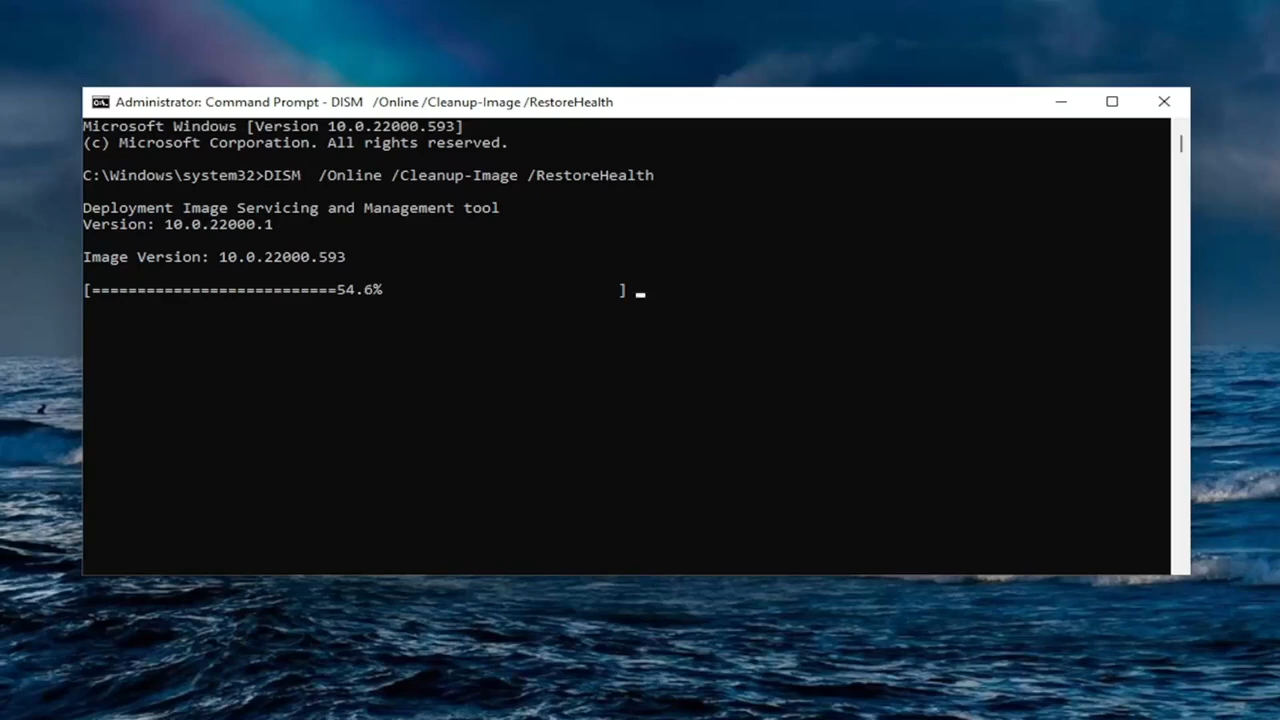 Administrator: Command Prompt - DISM  /Online /Cleanup-Image /RestoreHealth
Microsoft Windows [Version 10.0.22000.593]
(c) Microsoft Corporation. All rights reserved.
C:\Windows\system32>DISM  /Online /Cleanup-Image /RestoreHealth
Deployment Image Servicing and Management tool
Version: 10.0.22000.1
Image Version: 10.0.22000.593
[===========================54.6%                          ]